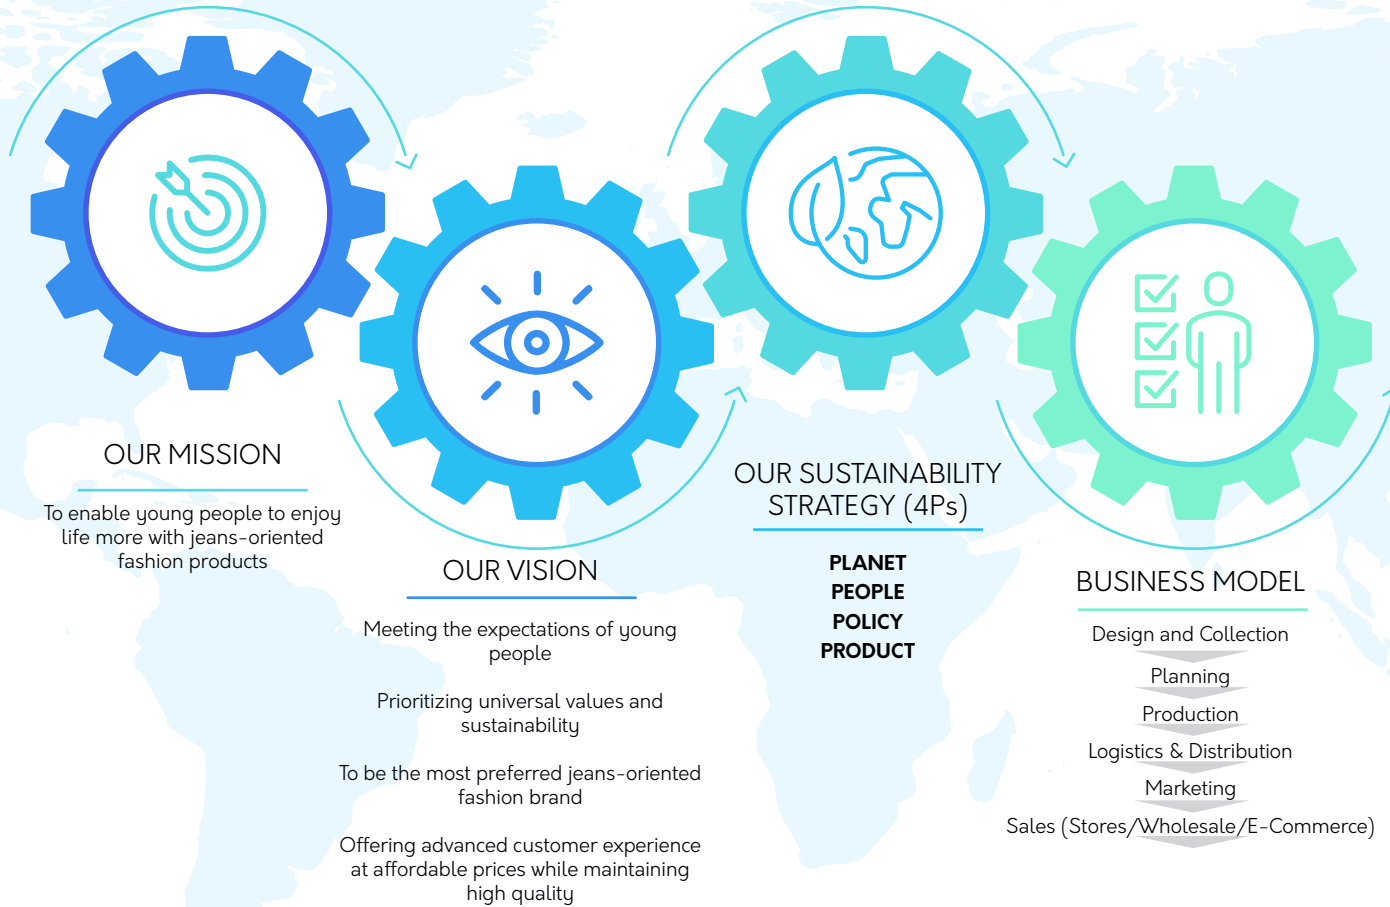 OUR MISSION
To enable young people to enjoy
life more with jeans-oriented
fashion products
OUR VISION
Meeting the expectations of young
people
Prioritizing universal values and
sustainability
To be the most preferred jeans-oriented
fashion brand
Offering advanced customer experience
at affordable prices while maintaining
high quality
OUR SUSTAINABILITY
STRATEGY (4Ps)
PLANET
PEOPLE
POLICY
PRODUCT
BUSINESS MODEL
Design and Collection
Planning
Production
Logistics & Distribution
Marketing
Sales (Stores/Wholesale/E-Commerce)